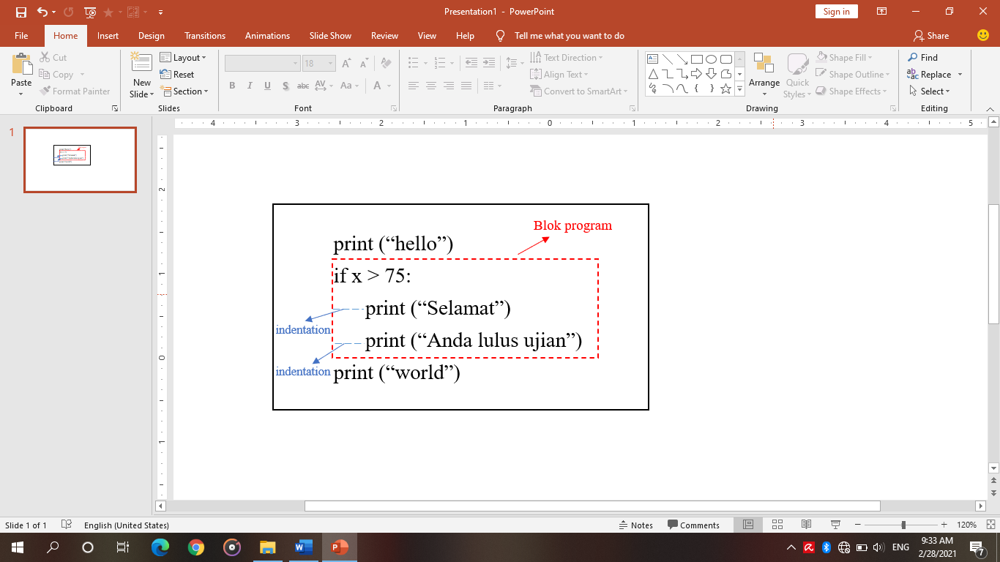 Presentation1 - PowerPoint
Sign in
File Home Insert Design Transitions Animations Slide Show Review View Help Tell me what you want to do Share
Paste
Cut
Copy
Format Painter
Clipboard
New Slide
Layout
Reset
Section
Slides
18
B I U S abc AV Aa A
Font
Text Direction
Align Text
Convert to SmartArt
Paragraph
Arrange
Quick Styles
Shape Fill
Shape Outline
Shape Effects
Drawing
Find
Replace
Select
Editing
4 3 2 1 0 1 2 3 4 5
1
2
1
0
1
Blok program
print (“hello”)
if x > 75:
print (“Selamat”)
indentation
print (“Anda lulus ujian”)
indentation
print (“world”)
Slide 1 of 1 English (United States) Notes Comments 120%
ENG
9:33 AM
2/28/2021
7